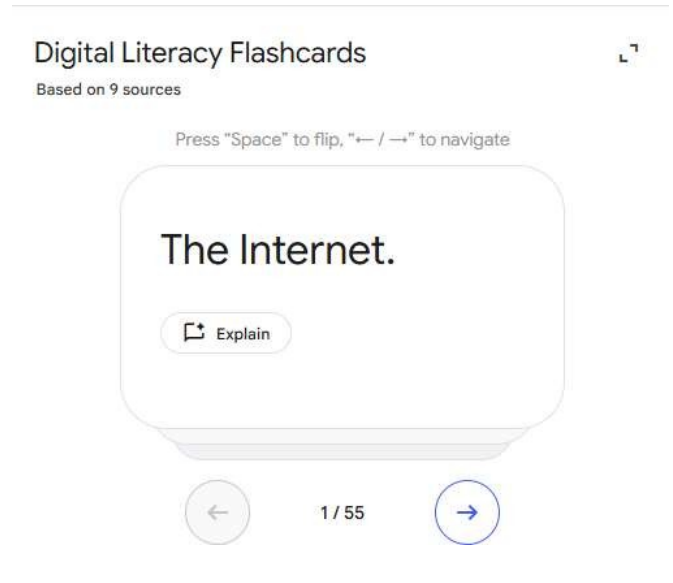 Digital Literacy Flashcards
Based on 9 sources
Press "Space" to flip, "← / →" to navigate
The Internet.
Explain
1 / 55